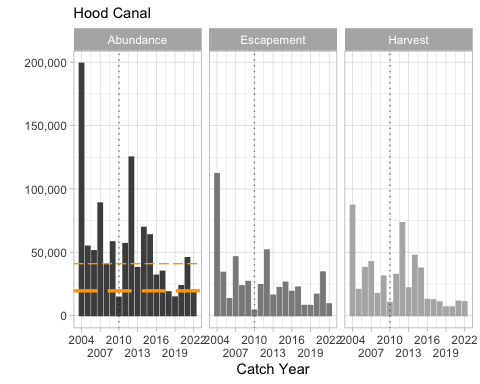 Hood Canal
Abundance Escapement Harvest
200,000
150,000
100,000
50,000
0
2004 2010 2016 2022 2004 2010 2016 2022 2004 2010 2016 2022
2007 2013 2019 2007 2013 2019 2007 2013 2019
Catch Year